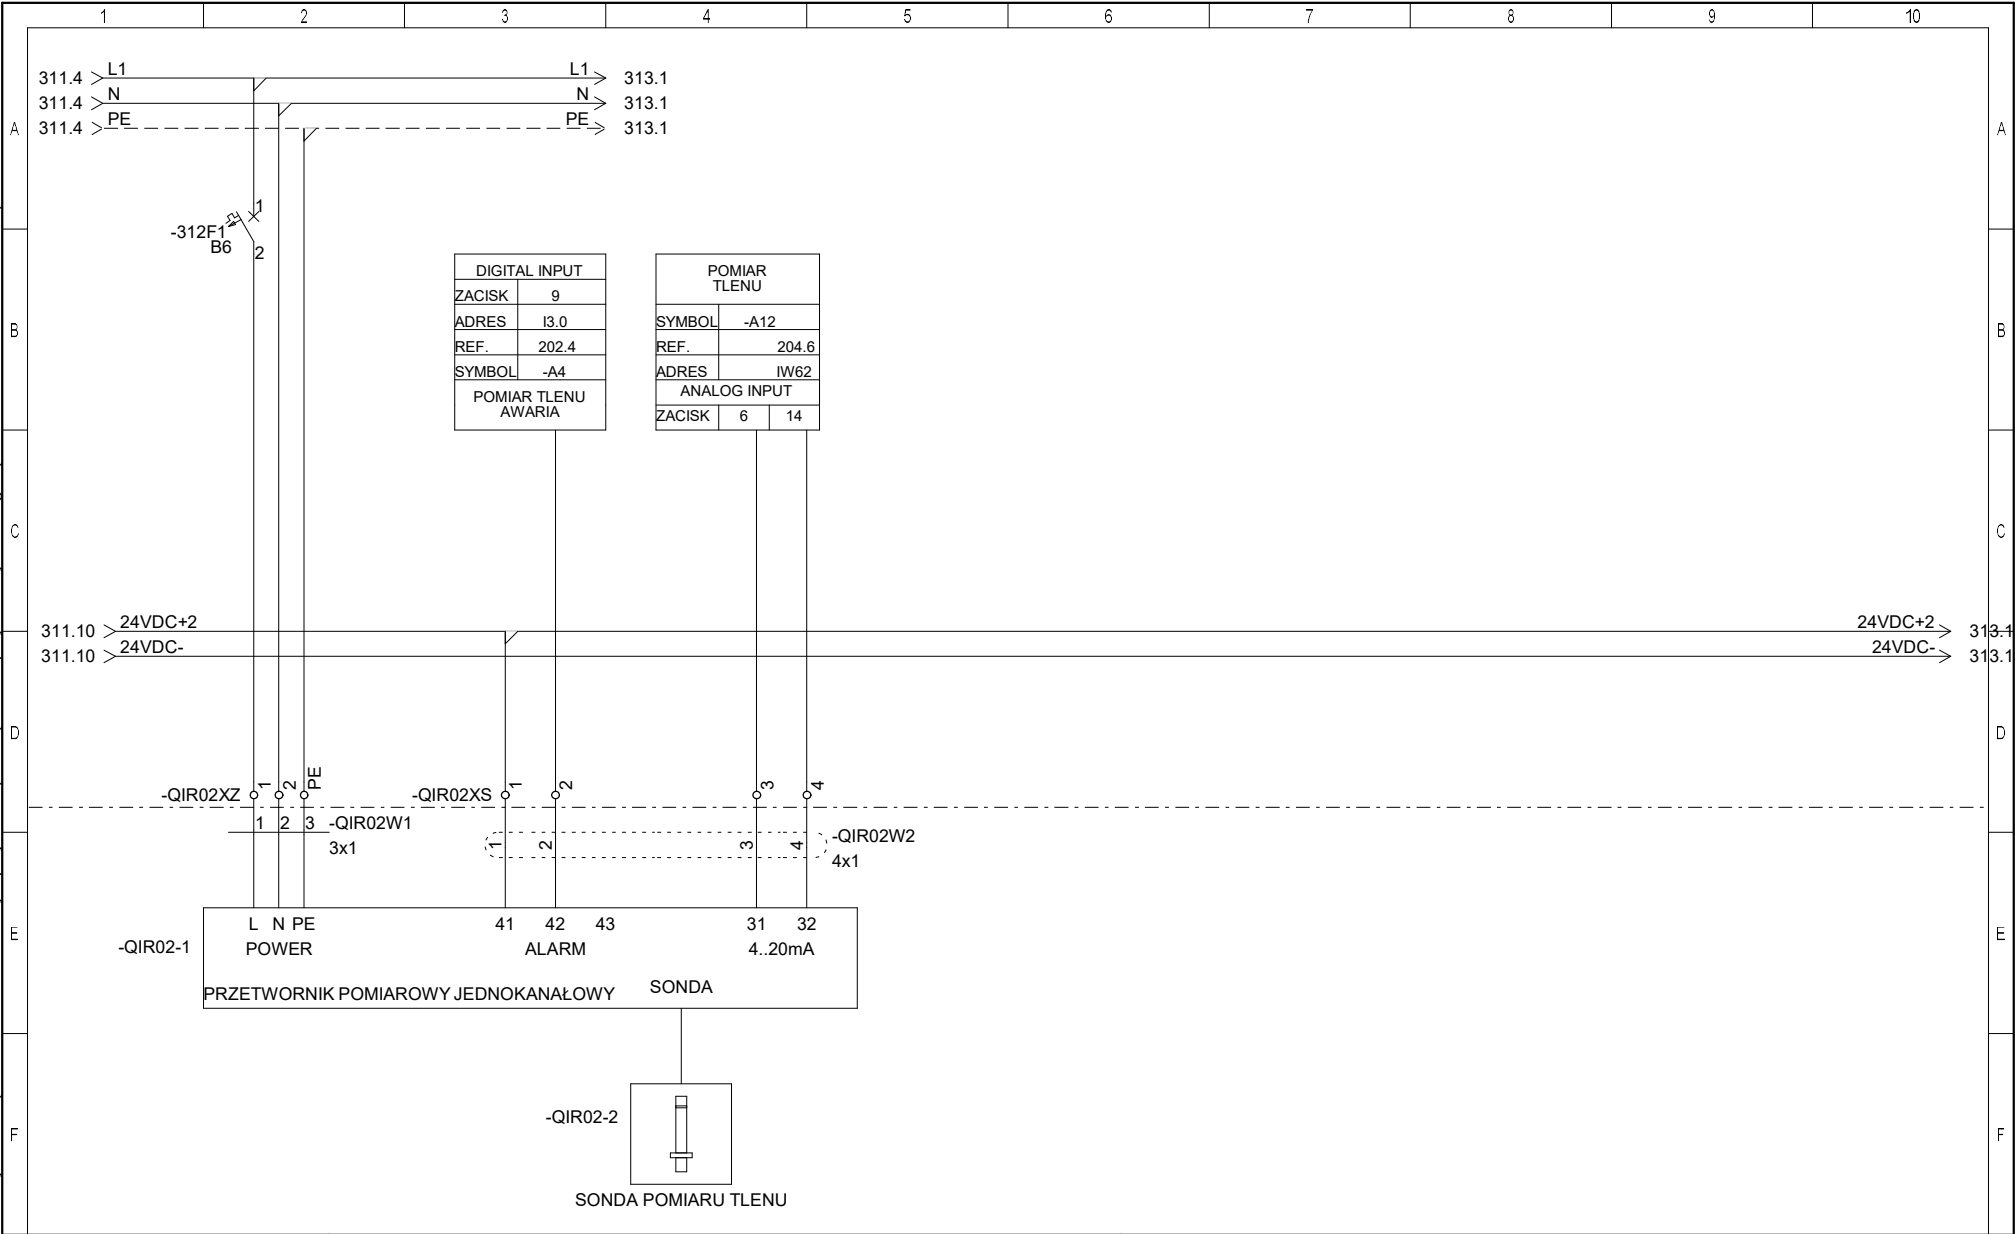 1 2 3 4 5 6 7 8 9 10
311.4 L1 L1 313.1
311.4 N N 313.1
A 311.4 PE PE 313.1 A
1
-312F1
B6
2
DIGITAL INPUT
ZACISK 9
ADRES I3.0
REF. 202.4
SYMBOL -A4
POMIAR TLENU
AWARIA
POMIAR
TLENU
SYMBOL -A12
REF. 204.6
ADRES IW62
ANALOG INPUT
ZACISK 6 14
B B
C C
311.10 24VDC+2 24VDC+2 313.1
311.10 24VDC- 24VDC- 313.1
D D
-QIR02XZ 1 2 PE -QIR02XS 1 2 3 4
1 2 3 -QIR02W1
3x1
1 2 3 4 -QIR02W2
4x1
L N PE 41 42 43 31 32
E E
-QIR02-1 POWER ALARM 4..20mA
PRZETWORNIK POMIAROWY JEDNOKANAŁOWY SONDA
-QIR02-2
F F
SONDA POMIARU TLENU